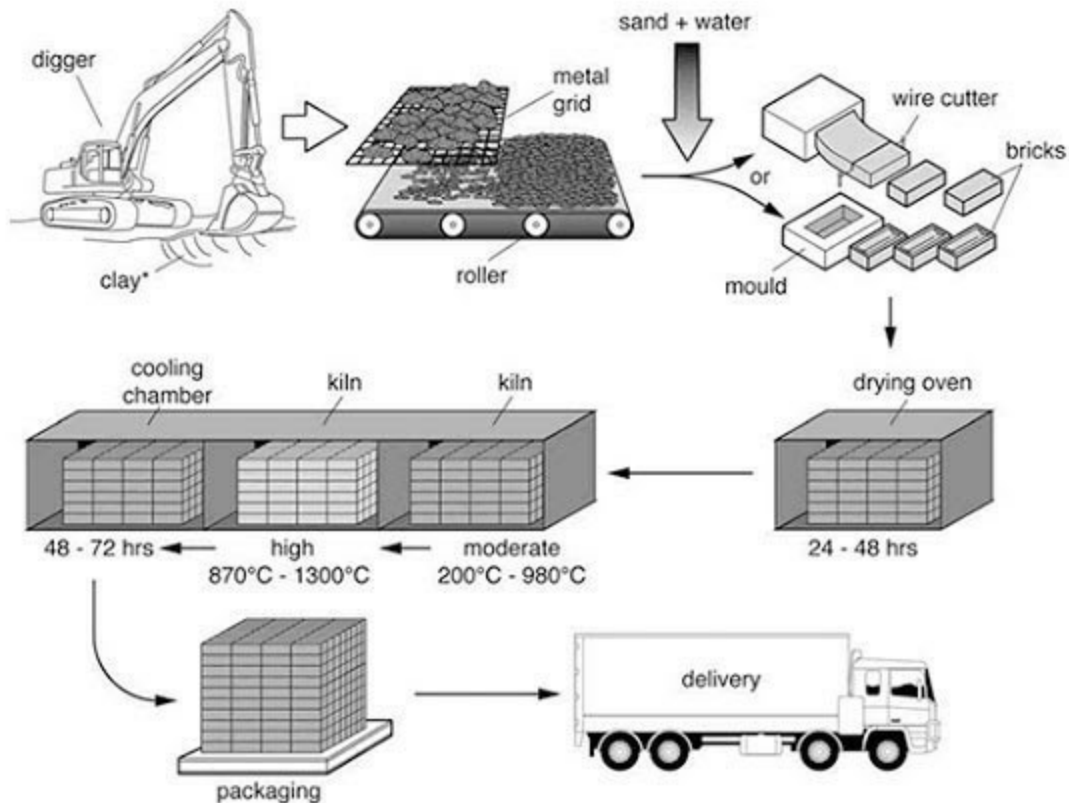 digger
clay*
metal
grid
roller
sand + water
or
wire cutter
bricks
mould
drying oven
24 - 48 hrs
kiln
moderate
200°C - 980°C
kiln
high
870°C - 1300°C
cooling
chamber
48 - 72 hrs
packaging
delivery